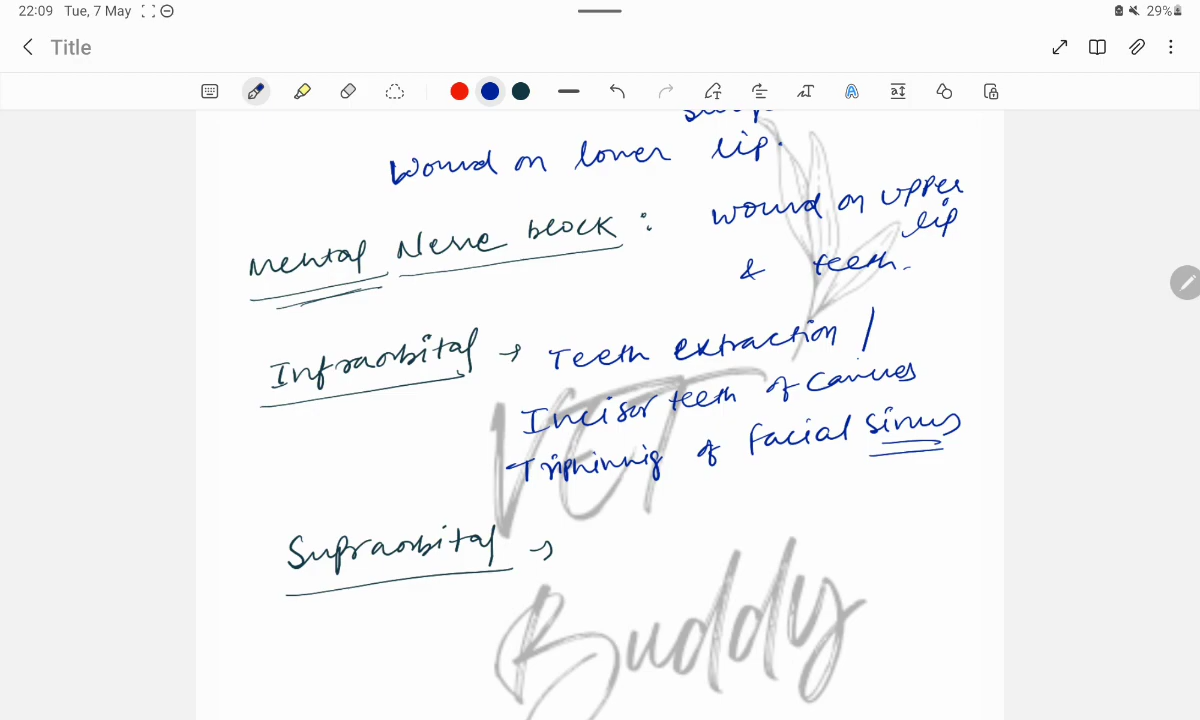 22:09 Tue, 7 May 29%
Title
Wound on lower lip.
Mental Nerve block : wound on upper lip
& teeth.
Infraorbital → Teeth extraction /
Incisor teeth of Canines
Triphinnig of facial sinus
Supraorbital →
VET
Buddy